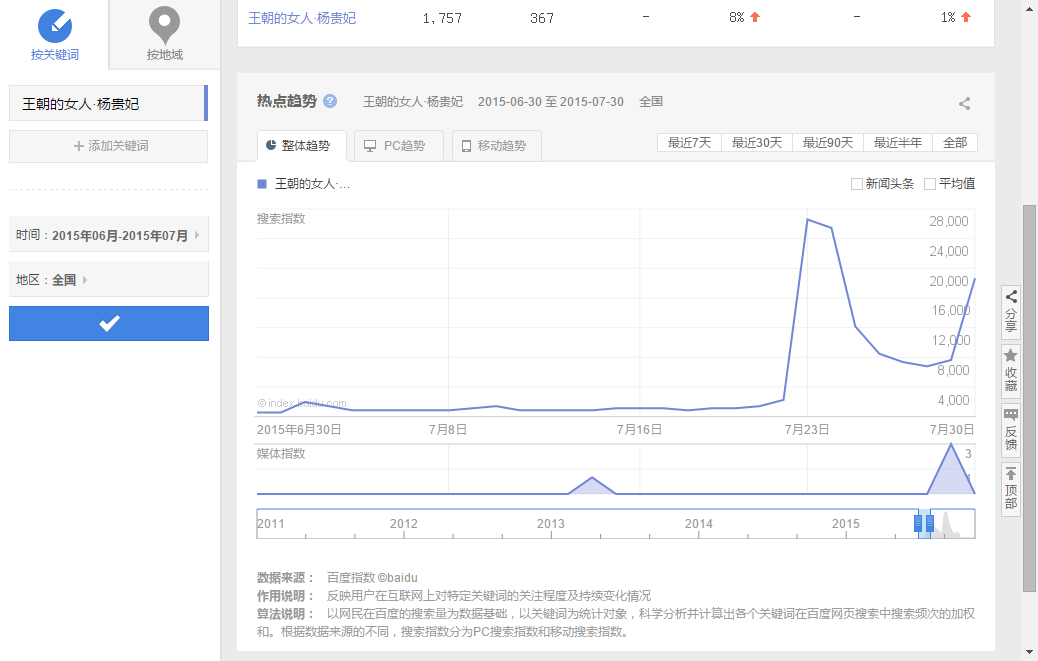 按关键词
按地域
王朝的女人·杨贵妃
+ 添加关键词
时间：2015年06月-2015年07月
地区：全国
王朝的女人·杨贵妃 1,757 367 - 8% - 1%
热点趋势 ? 王朝的女人·杨贵妃 2015-06-30 至 2015-07-30 全国
整体趋势 PC趋势 移动趋势 最近7天 最近30天 最近90天 最近半年 全部
王朝的女人·... 新闻头条 平均值
搜索指数
28,000
24,000
20,000
16,000
12,000
8,000
4,000
©index.baidu.com
2015年6月30日 7月8日 7月16日 7月23日 7月30日
媒体指数
3
1
2011 2012 2013 2014 2015
数据来源： 百度指数 ©baidu
作用说明： 反映用户在互联网上对特定关键词的关注程度及持续变化情况
算法说明： 以网民在百度的搜索量为数据基础，以关键词为统计对象，科学分析并计算出各个关键词在百度网页搜索中搜索频次的加权
和。根据数据来源的不同，搜索指数分为PC搜索指数和移动搜索指数。
分享
收藏
反馈
顶部